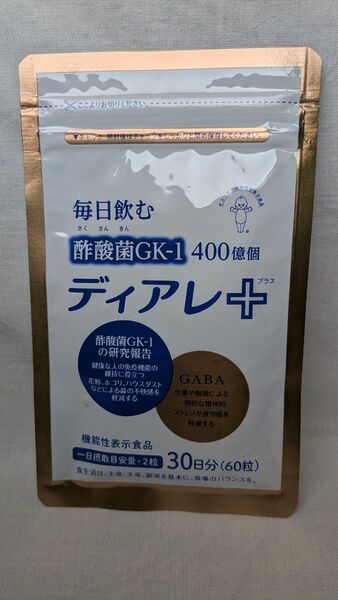 ここよりお切りください。
毎日飲む
さくさんきん
酢酸菌GK-1 400億個
ディアレ+
プラス
酢酸菌GK-1
の研究報告
健康な人の免疫機能の
維持に役立つ
花粉、ホコリ、ハウスダスト
などによる鼻の不快感を
軽減する
GABA
仕事や勉強による
一時的な精神的
ストレスや疲労感を
軽減する
機能性表示食品
一日摂取目安量・2粒 30日分(60粒)
食生活は、主食、主菜、副菜を基本に、食事のバランスを。